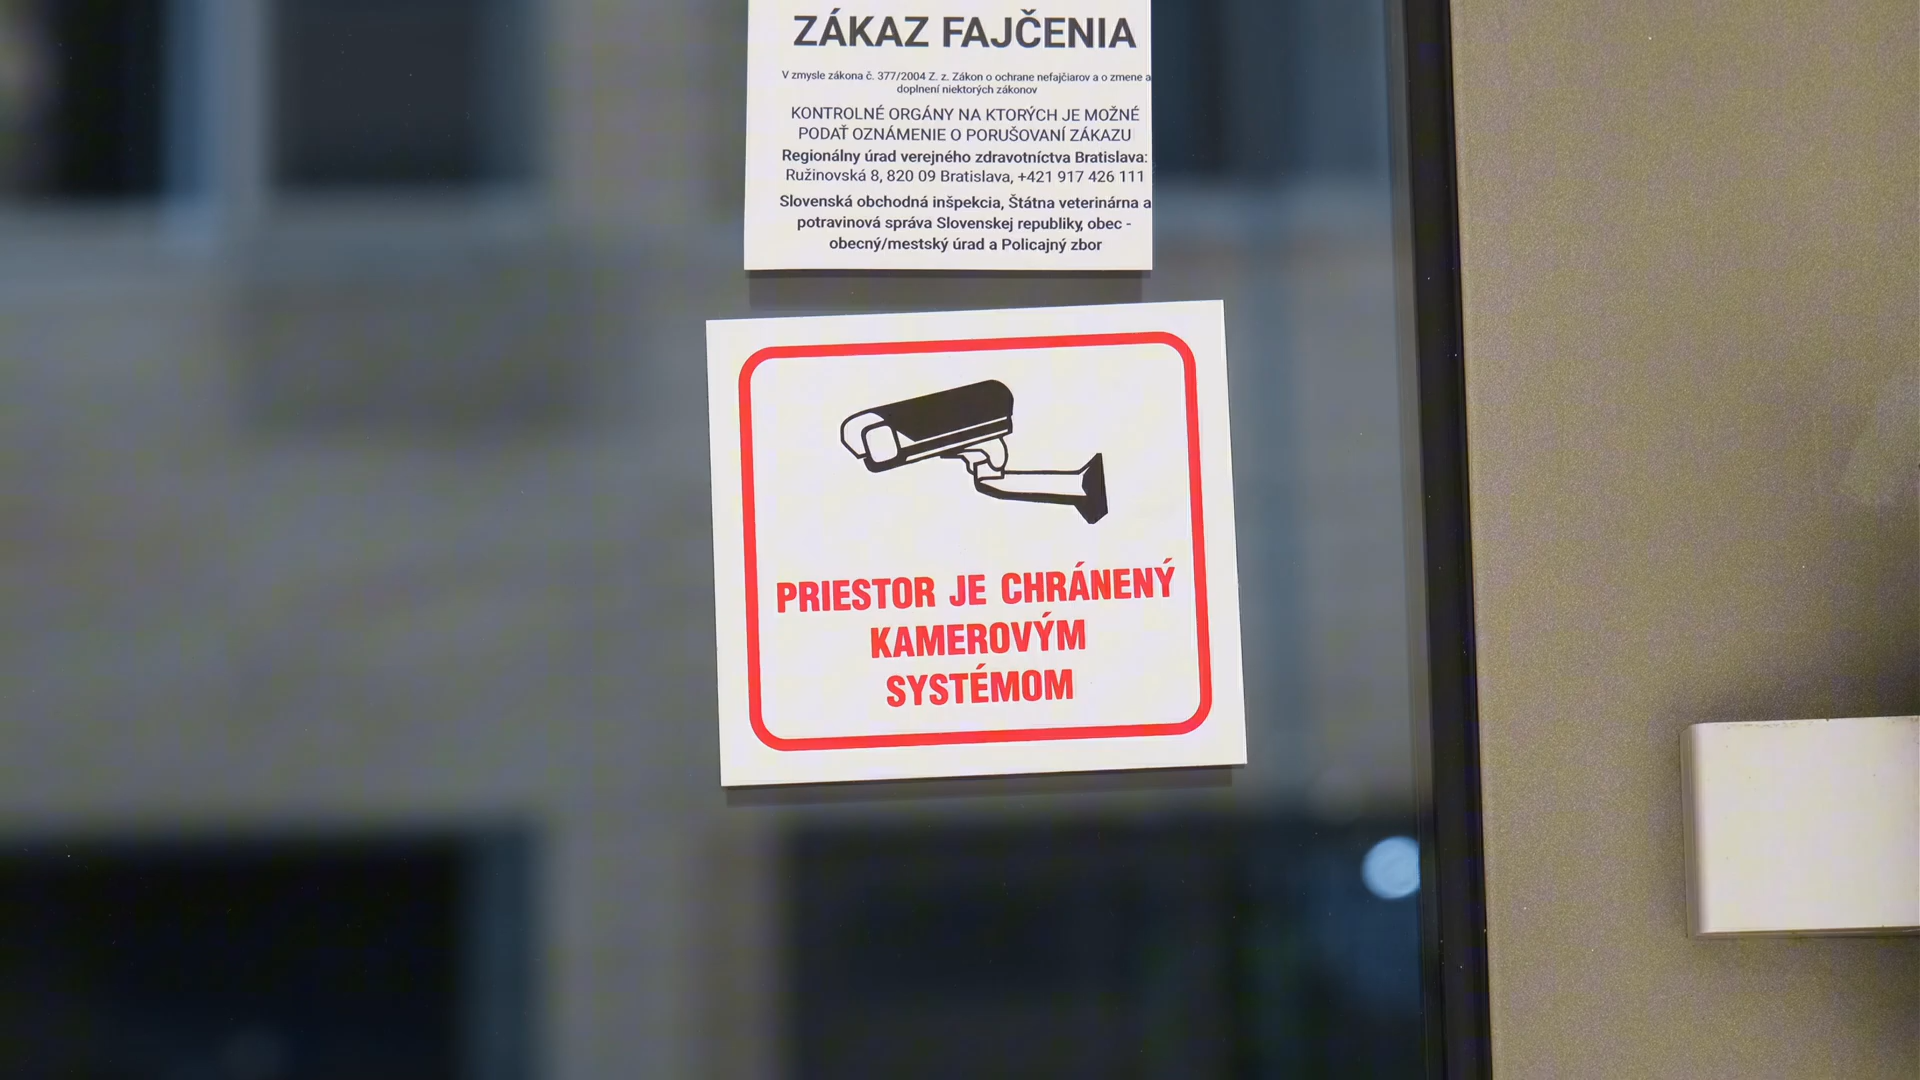 ZÁKAZ FAJČENIA
V zmysle zákona č. 377/2004 Z. z. Zákon o ochrane nefajčiarov a o zmene a
doplnení niektorých zákonov
KONTROLNÉ ORGÁNY NA KTORÝCH JE MOŽNÉ
PODAŤ OZNÁMENIE O PORUŠOVANÍ ZÁKAZU
Regionálny úrad verejného zdravotníctva Bratislava:
Ružinovská 8, 820 09 Bratislava, +421 917 426 111
Slovenská obchodná inšpekcia, Štátna veterinárna a
potravinová správa Slovenskej republiky, obec -
obecný/mestský úrad a Policajný zbor
PRIESTOR JE CHRÁNENÝ
KAMEROVÝM
SYSTÉMOM